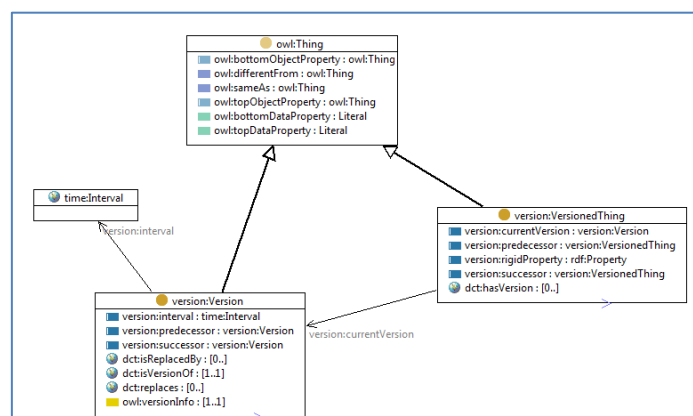 owl:Thing
owl:bottomObjectProperty : owl:Thing
owl:differentFrom : owl:Thing
owl:sameAs : owl:Thing
owl:topObjectProperty : owl:Thing
owl:bottomDataProperty : Literal
owl:topDataProperty : Literal
time:Interval
version:interval
version:VersionedThing
version:currentVersion : version:Version
version:predecessor : version:VersionedThing
version:rigidProperty : rdf:Property
version:successor : version:VersionedThing
dct:hasVersion : [0..]
version:Version
version:interval : time:Interval
version:predecessor : version:Version
version:successor : version:Version
dct:isReplacedBy : [0..]
dct:isVersionOf : [1..1]
dct:replaces : [0..]
owl:versionInfo : [1..1]
version:currentVersion